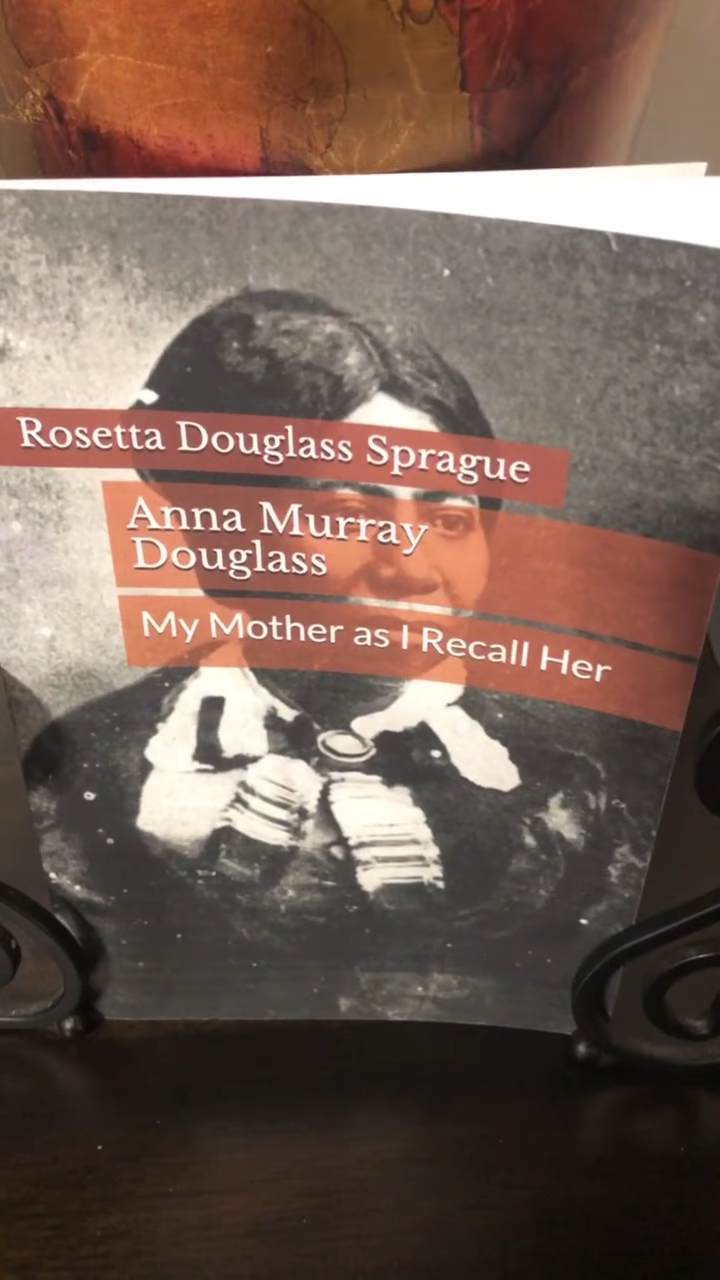 Rosetta Douglass Sprague
Anna Murray
Douglass
My Mother as I Recall Her